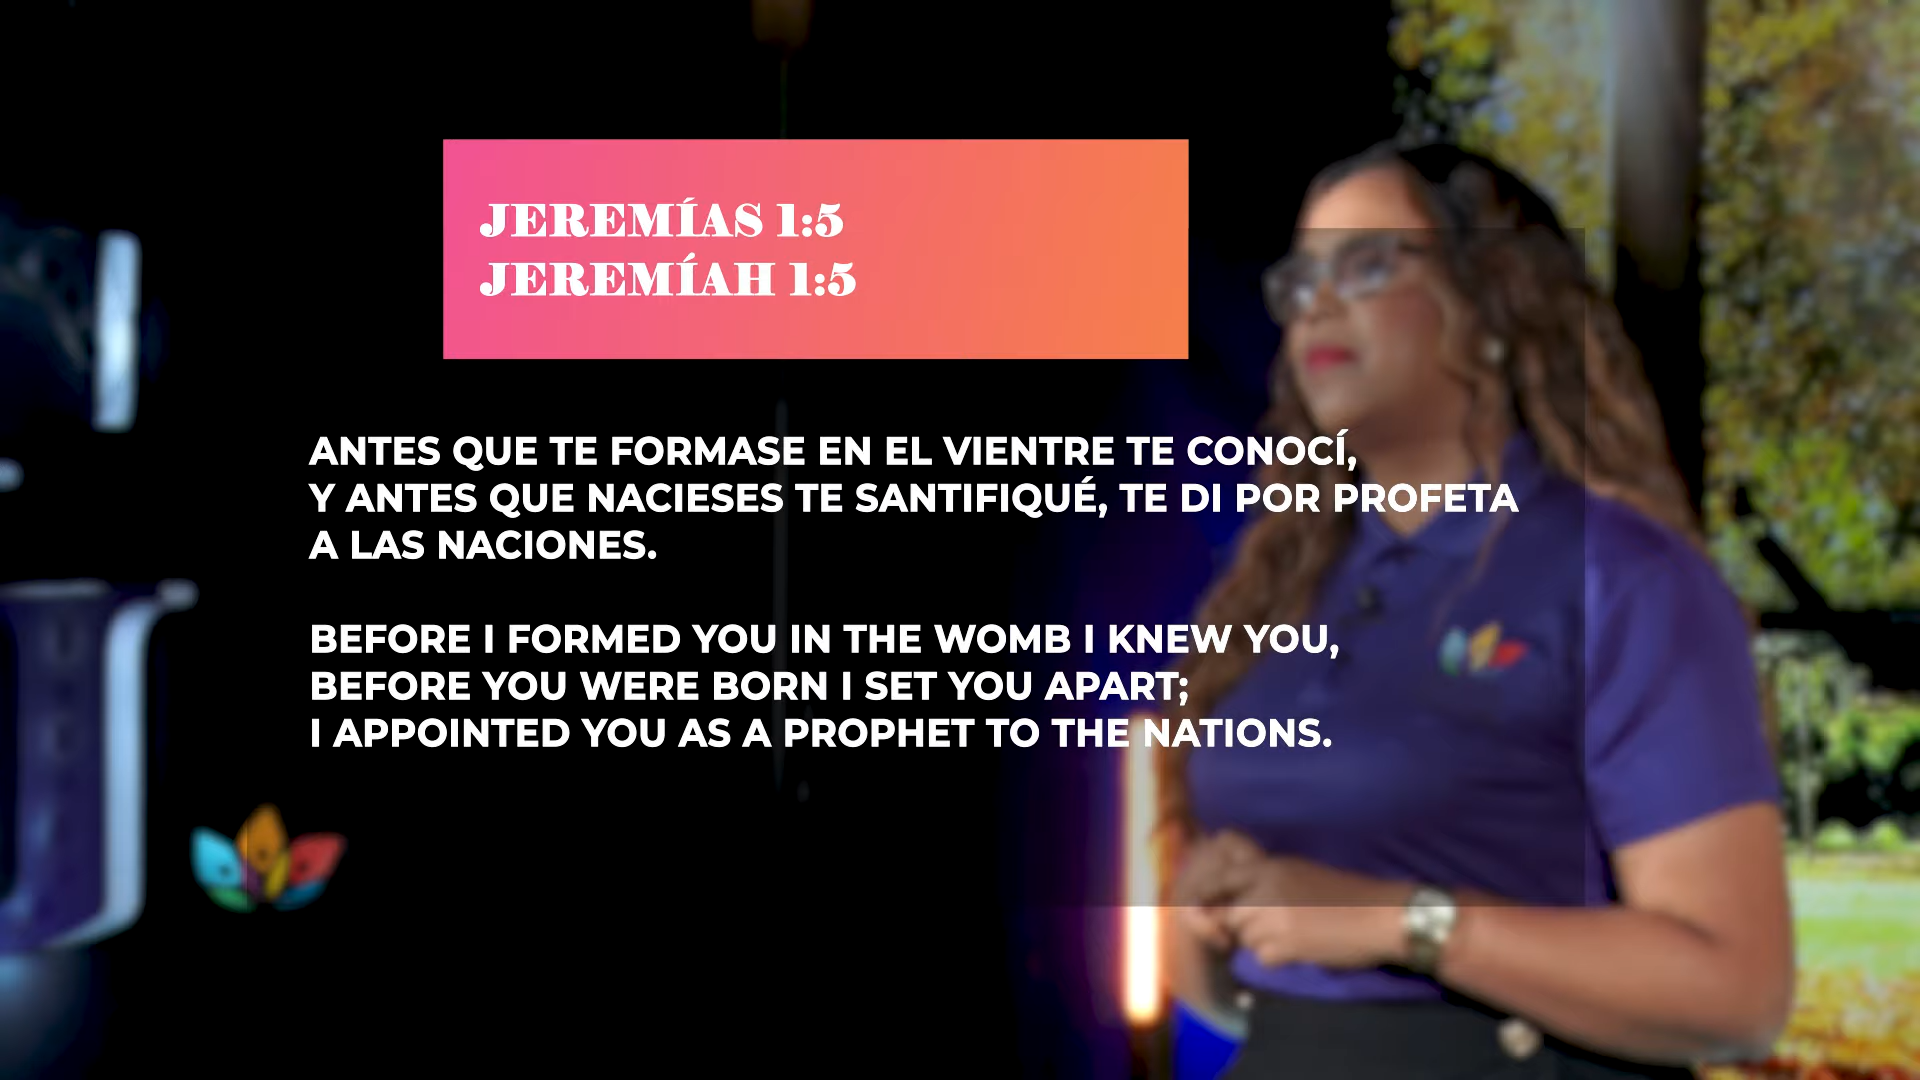 JEREMÍAS 1:5
JEREMÍAH 1:5
ANTES QUE TE FORMASE EN EL VIENTRE TE CONOCÍ,
Y ANTES QUE NACIESES TE SANTIFIQUÉ, TE DI POR PROFETA
A LAS NACIONES.
BEFORE I FORMED YOU IN THE WOMB I KNEW YOU,
BEFORE YOU WERE BORN I SET YOU APART;
I APPOINTED YOU AS A PROPHET TO THE NATIONS.